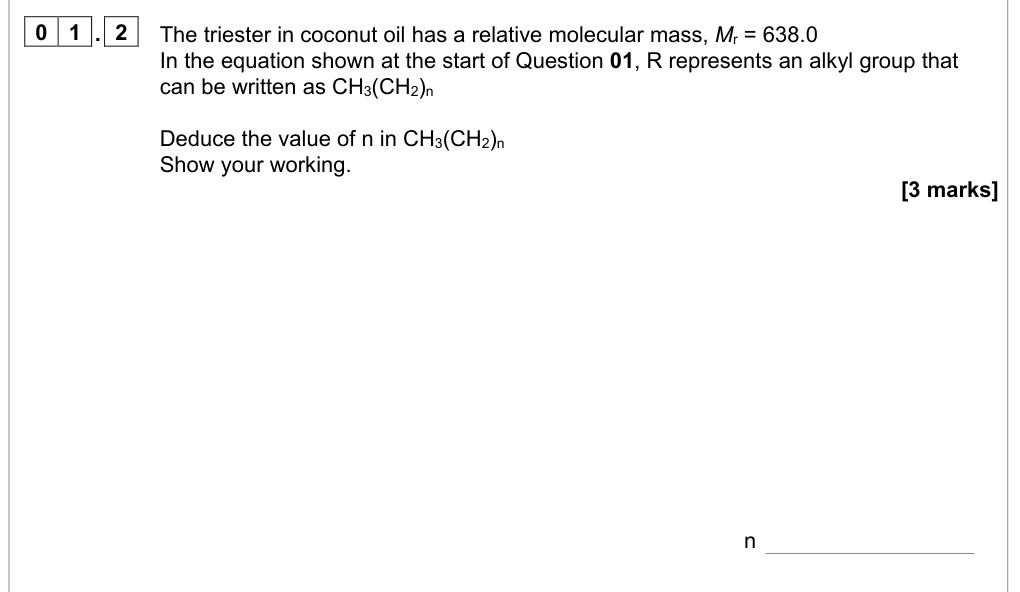 0 1 . 2 The triester in coconut oil has a relative molecular mass, Mᵣ = 638.0
In the equation shown at the start of Question 01, R represents an alkyl group that
can be written as CH₃(CH₂)ₙ
Deduce the value of n in CH₃(CH₂)ₙ
Show your working.
[3 marks]
n